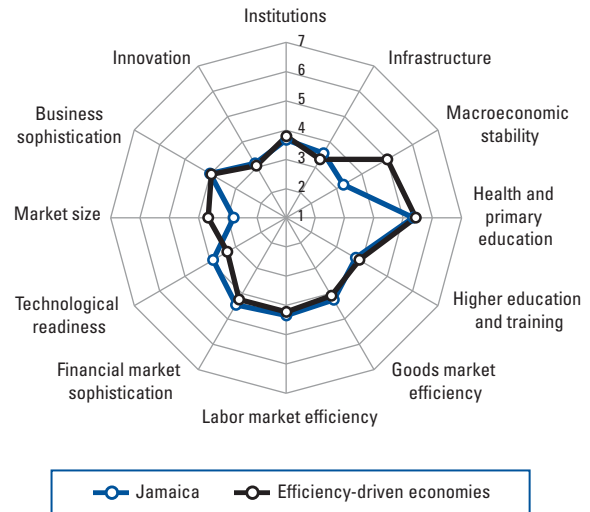 Institutions
Infrastructure
Macroeconomic
stability
Health and
primary
education
Higher education
and training
Goods market
efficiency
Labor market efficiency
Financial market
sophistication
Technological
readiness
Market size
Business
sophistication
Innovation
7
6
5
4
3
2
1
Jamaica
Efficiency-driven economies